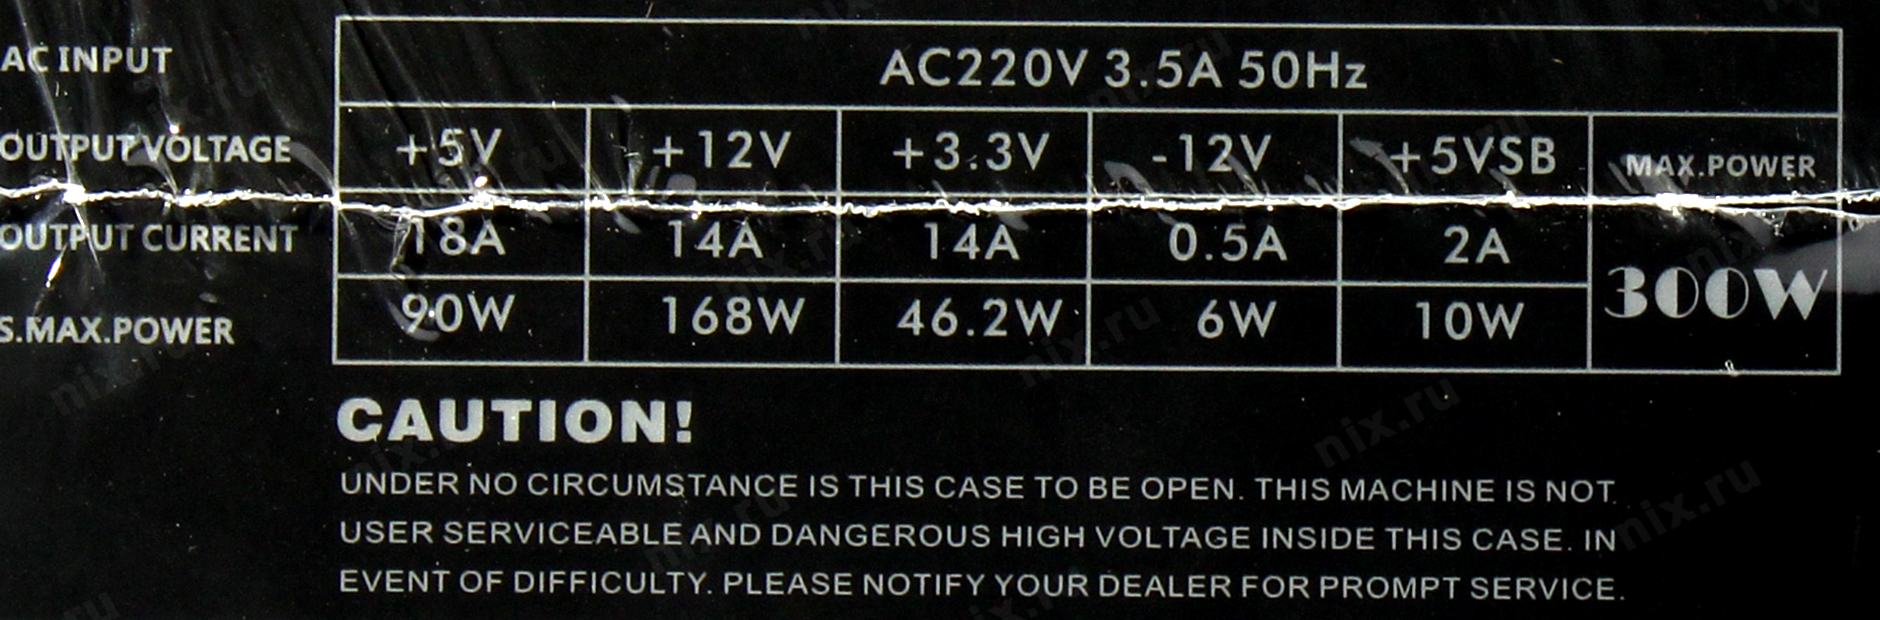 AC INPUT AC220V 3.5A 50Hz
OUTPUT VOLTAGE +5V +12V +3.3V -12V +5VSB MAX.POWER
OUTPUT CURRENT 18A 14A 14A 0.5A 2A 300W
S.MAX.POWER 90W 168W 46.2W 6W 10W
CAUTION!
UNDER NO CIRCUMSTANCE IS THIS CASE TO BE OPEN. THIS MACHINE IS NOT
USER SERVICEABLE AND DANGEROUS HIGH VOLTAGE INSIDE THIS CASE. IN
EVENT OF DIFFICULTY. PLEASE NOTIFY YOUR DEALER FOR PROMPT SERVICE.
nix.ru